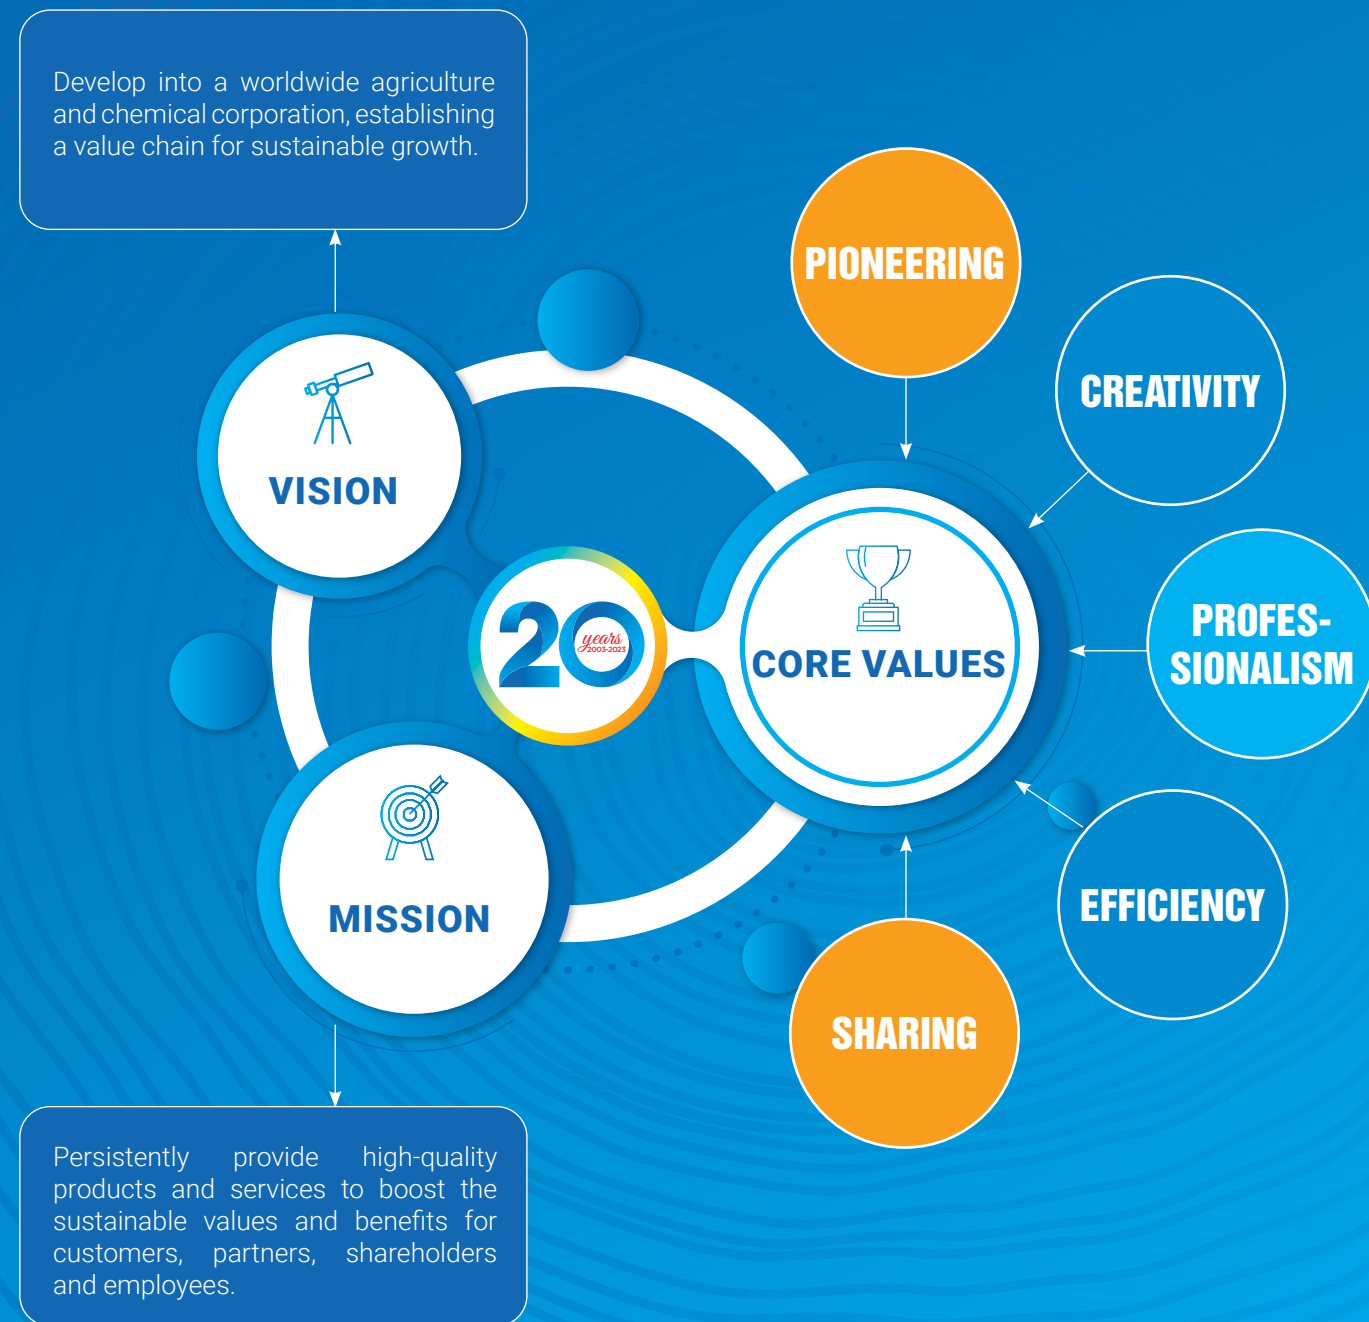 Develop into a worldwide agriculture
and chemical corporation, establishing
a value chain for sustainable growth.
VISION
20
years
2003-2023
MISSION
Persistently provide high-quality
products and services to boost the
sustainable values and benefits for
customers, partners, shareholders
and employees.
CORE VALUES
PIONEERING
CREATIVITY
PROFES-
SIONALISM
EFFICIENCY
SHARING